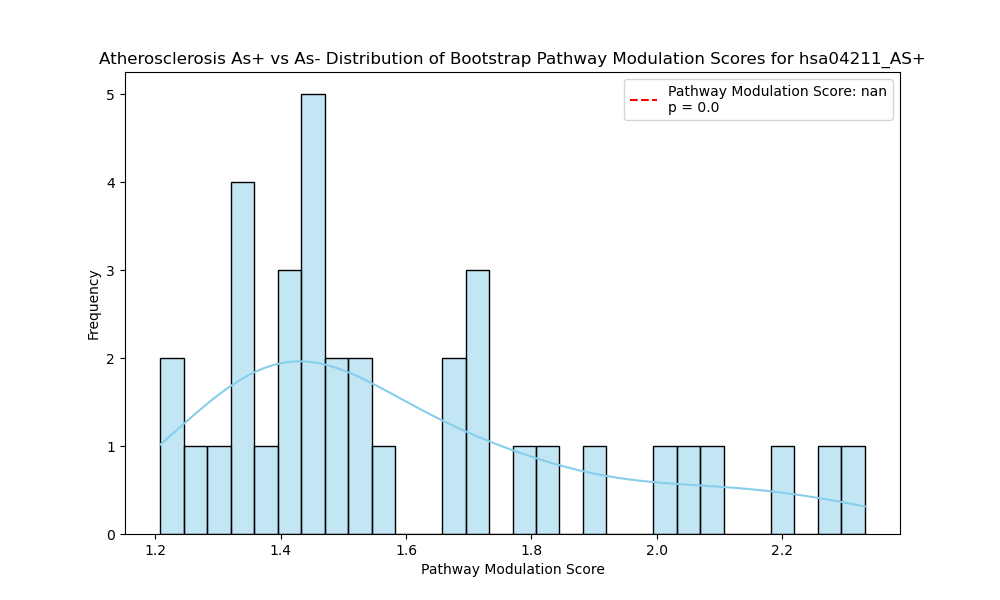 Atherosclerosis As+ vs As- Distribution of Bootstrap Pathway Modulation Scores for hsa04211_AS+
Pathway Modulation Score: nan
p = 0.0
Frequency
5
4
3
2
1
0
1.2 1.4 1.6 1.8 2.0 2.2
Pathway Modulation Score